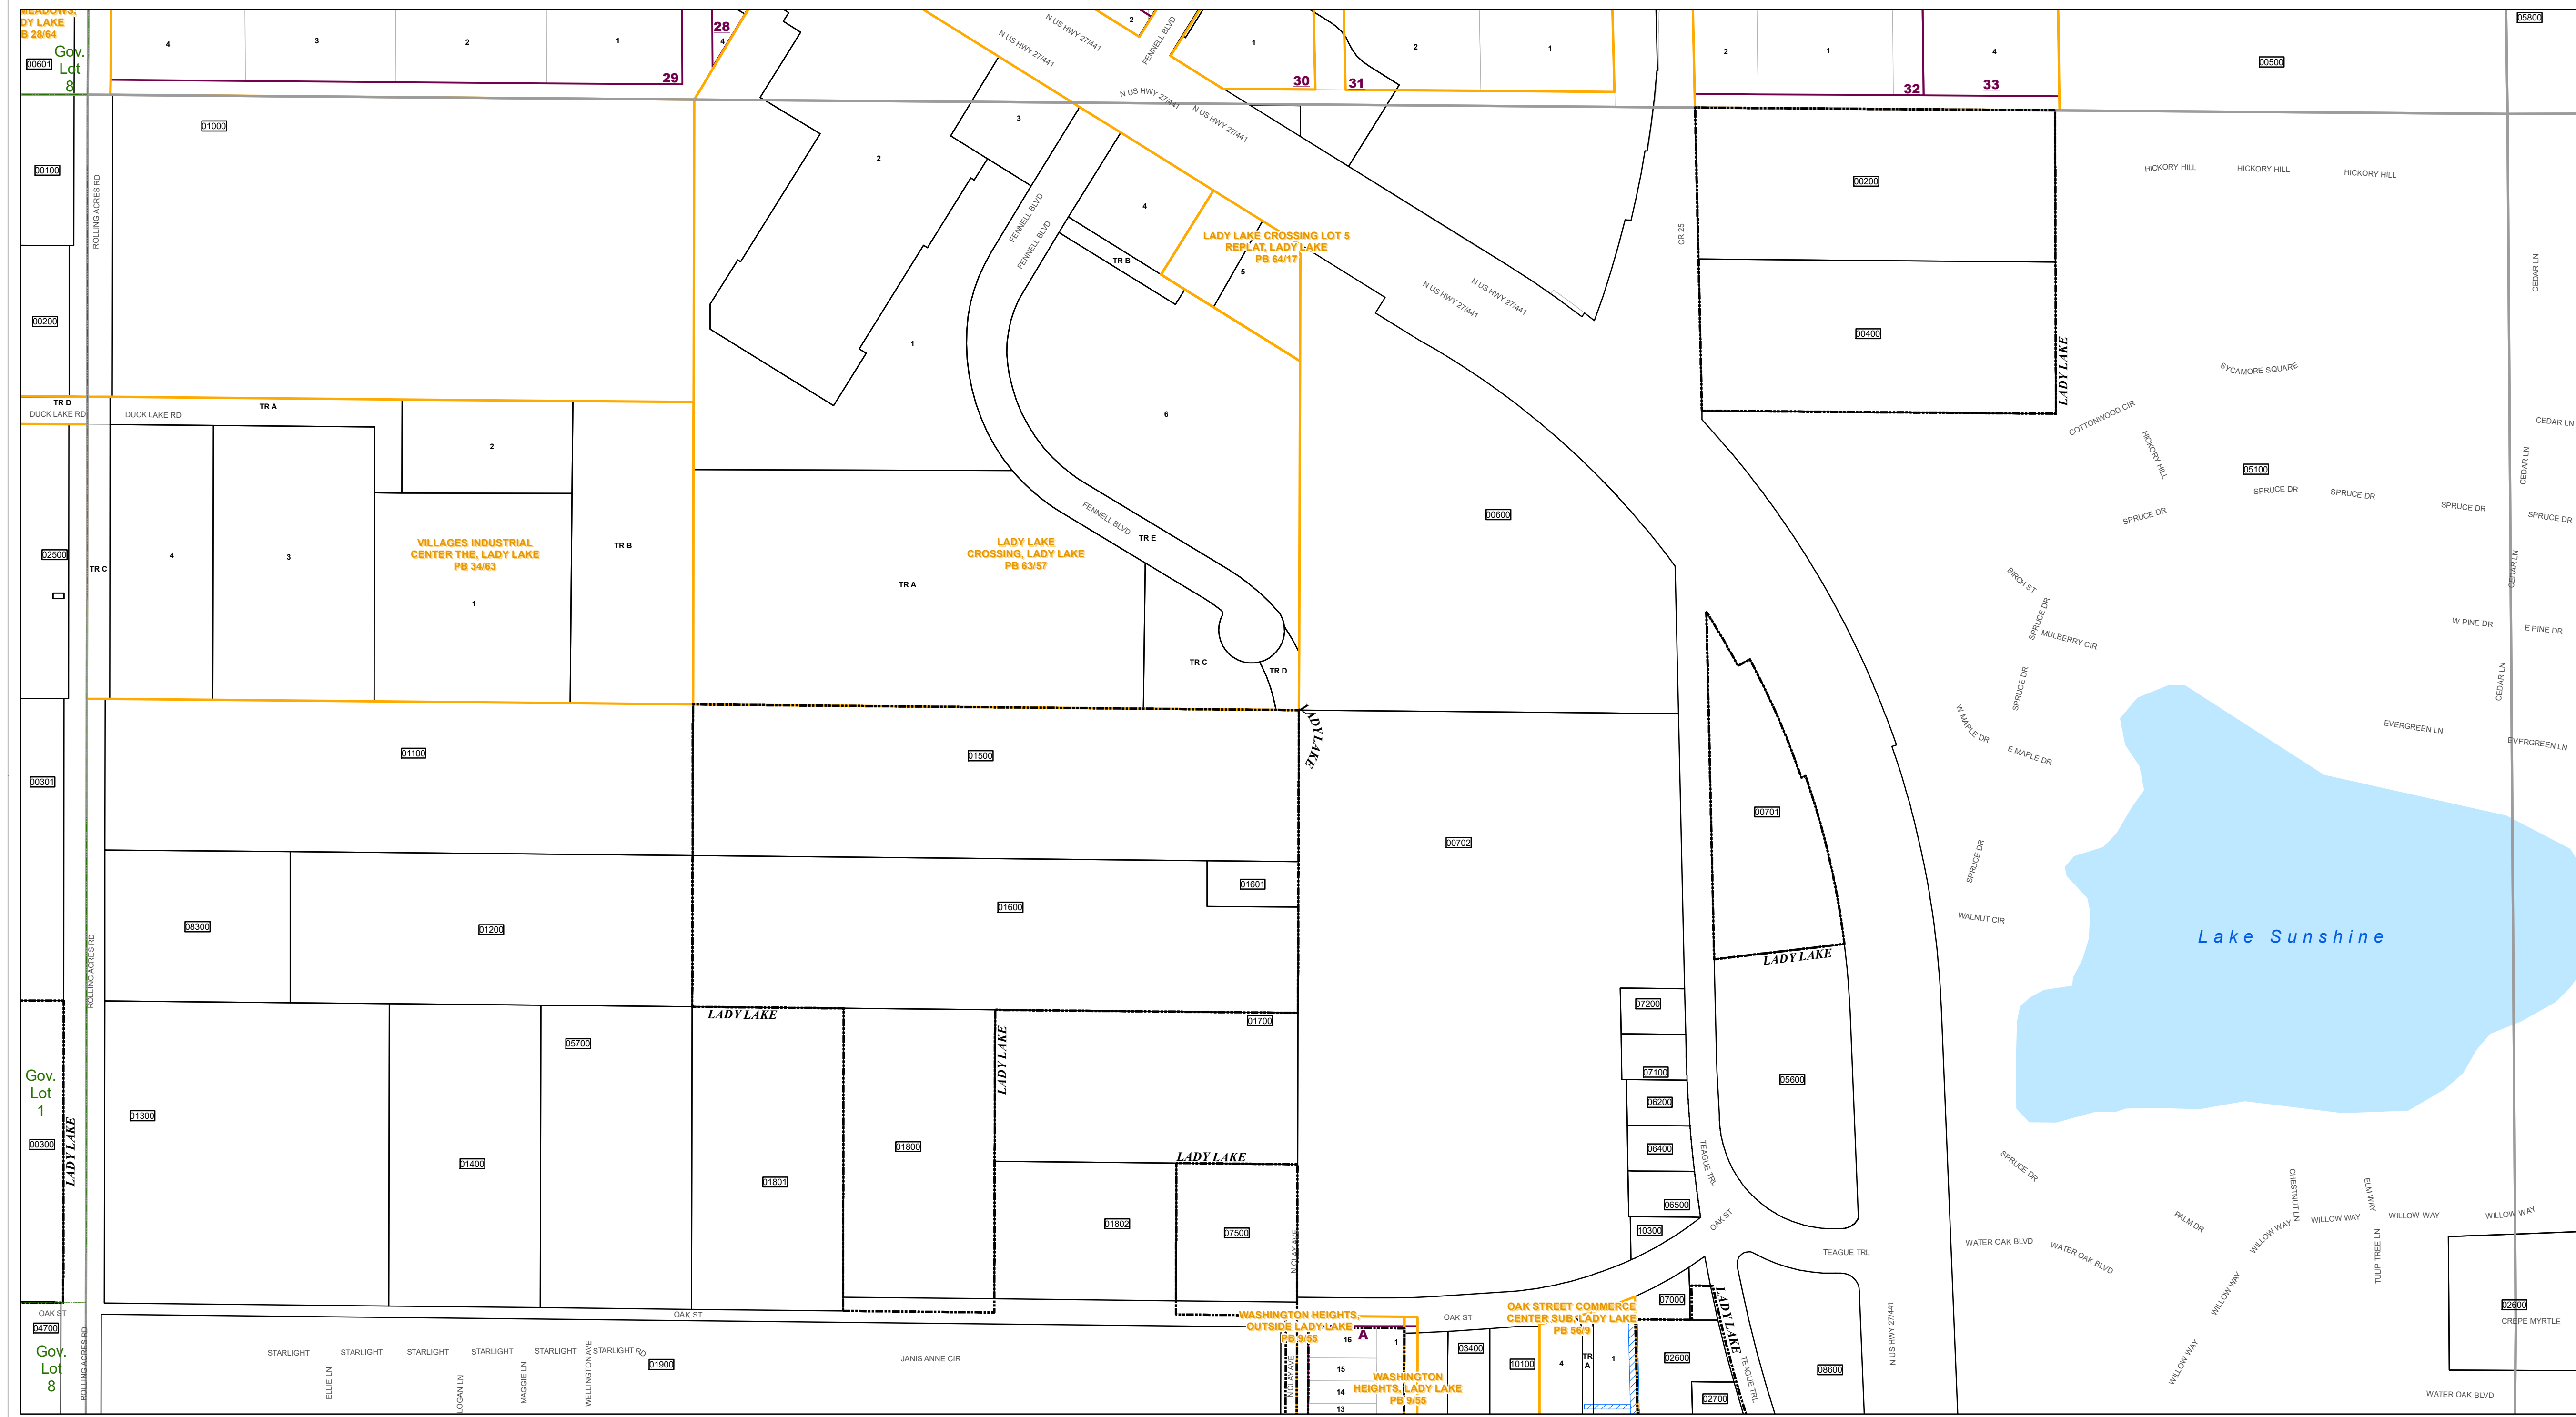 MEADOWS,
DY LAKE
B 28/64
Gov.
Lot
8
00601
4
3
2
1
29
28
4
2
N US HWY 27/441
N US HWY 27/441
FENNELL BLVD
1
30
31
2
1
2
1
32
4
33
00500
05800
01000
00100
ROLLING ACRES RD
00200
2
3
N US HWY 27/441
N US HWY 27/441
4
FENNELL BLVD
FENNELL BLVD
TR B
LADY LAKE CROSSING LOT 5
REPLAT, LADY LAKE
PB 64/17
5
N US HWY 27/441
N US HWY 27/441
1
6
CR 25
00200
00400
LADY LAKE
HICKORY HILL
HICKORY HILL
HICKORY HILL
CEDAR LN
SYCAMORE SQUARE
COTTONWOOD CIR
HICKORY HILL
CEDAR LN
CEDAR LN
05100
SPRUCE DR
SPRUCE DR
SPRUCE DR
SPRUCE DR
SPRUCE DR
TR D
DUCK LAKE RD
DUCK LAKE RD
TR A
2
02500
TR C
4
3
VILLAGES INDUSTRIAL
CENTER THE, LADY LAKE
PB 34/63
1
TR B
LADY LAKE
CROSSING, LADY LAKE
PB 63/57
TR A
FENNELL BLVD
TR E
TR C
TR D
00600
CEDAR LN
BIRCH ST
SPRUCE DR
MULBERRY CIR
W PINE DR
E PINE DR
SPRUCE DR
CEDAR LN
W MAPLE DR
E MAPLE DR
EVERGREEN LN
EVERGREEN LN
00301
01100
01500
LADY LAKE
00702
00701
LADY LAKE
SPRUCE DR
WALNUT CIR
Lake Sunshine
08300
01200
01600
01601
ROLLING ACRES RD
LADY LAKE
LADY LAKE
01700
07200
07100
06200
06400
06500
10300
05600
Gov.
Lot
1
00300
LADY LAKE
01300
01400
05700
01801
01800
LADY LAKE
01802
07500
N CLAY AVE
TEAGUE TRL
OAK ST
TEAGUE TRL
SPRUCE DR
PALM DR
WATER OAK BLVD
WATER OAK BLVD
CHESTNUT LN
ELM WAY
WILLOW WAY
WILLOW WAY
WILLOW WAY
WILLOW WAY
TULIP TREE LN
WILLOW WAY
WILLOW WAY
02600
CREPE MYRTLE
WATER OAK BLVD
OAK ST
04700
Gov.
Lot
8
ROLLING ACRES RD
OAK ST
STARLIGHT
STARLIGHT
STARLIGHT
STARLIGHT
STARLIGHT
STARLIGHT RD
ELLIE LN
LOGAN LN
MAGGIE LN
WELLINGTON AVE
01900
JANIS ANNE CIR
WASHINGTON HEIGHTS,
OUTSIDE LADY LAKE
PB 9/55
N CLAY AVE
16
A
1
15
14
13
WASHINGTON
HEIGHTS, LADY LAKE
PB 9/55
OAK ST
03400
10100
OAK STREET COMMERCE
CENTER SUB, LADY LAKE
PB 56/9
4
TR
A
1
07000
02600
02700
LADY LAKE
TEAGUE TRL
08600
N US HWY 27/441